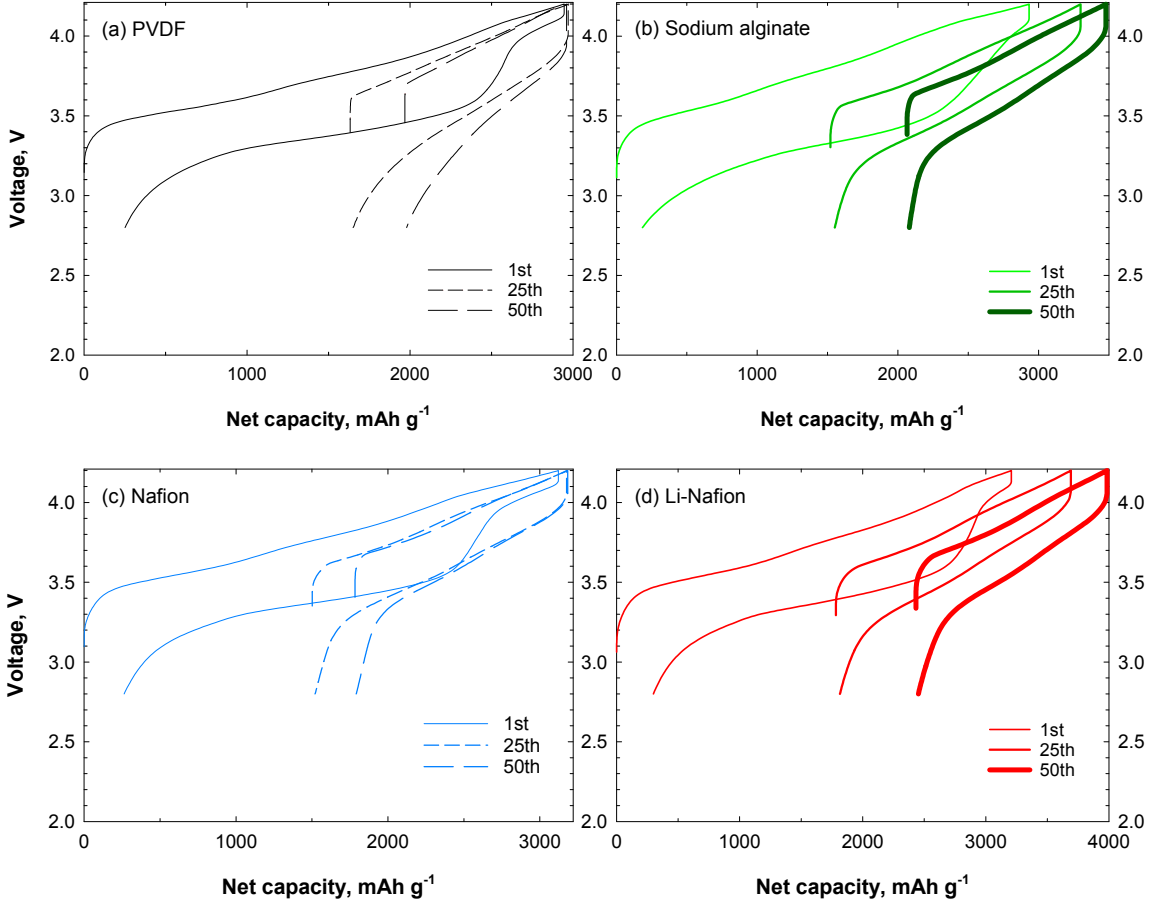 (a) PVDF
4.0
3.5
3.0
2.5
2.0
Voltage, V
1st
25th
50th
0 1000 2000 3000
Net capacity, mAh g⁻¹
(b) Sodium alginate
4.0
3.5
3.0
2.5
2.0
1st
25th
50th
0 1000 2000 3000
Net capacity, mAh g⁻¹
(c) Nafion
4.0
3.5
3.0
2.5
2.0
Voltage, V
1st
25th
50th
0 1000 2000 3000
Net capacity, mAh g⁻¹
(d) Li-Nafion
4.0
3.5
3.0
2.5
2.0
1st
25th
50th
0 1000 2000 3000 4000
Net capacity, mAh g⁻¹